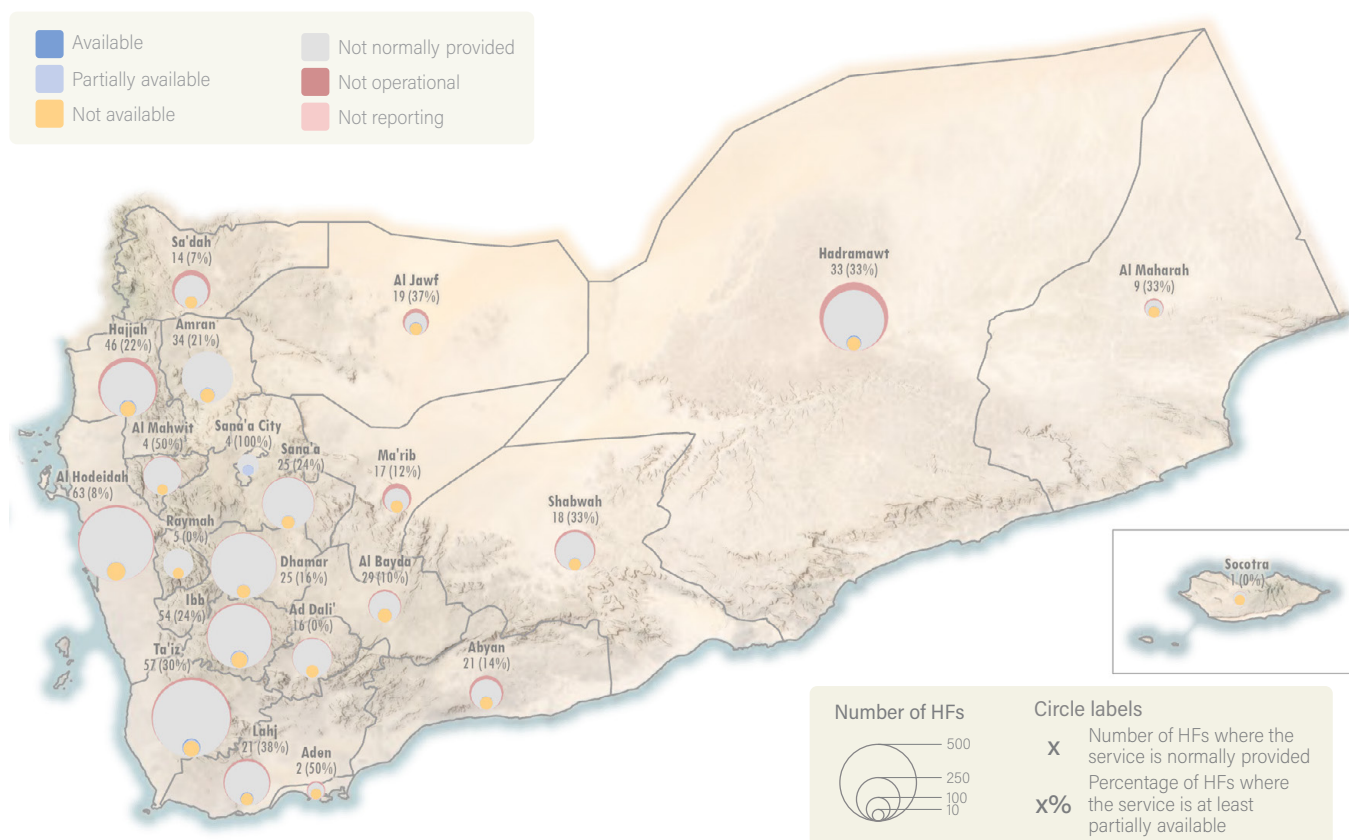 Available
Partially available
Not available
Not normally provided
Not operational
Not reporting
Sa'dah
14 (7%)
Al Jawf
19 (37%)
Hadramawt
33 (33%)
Al Maharah
9 (33%)
Hajjah
46 (22%)
Amran
34 (21%)
Al Mahwit
4 (50%)
Sana'a City
4 (100%)
Sana'a
25 (24%)
Ma'rib
17 (12%)
Al Hodeidah
63 (8%)
Shabwah
18 (33%)
Raymah
5 (0%)
Dhamar
25 (16%)
Al Bayda
29 (10%)
Socotra
1 (0%)
Ibb
54 (24%)
Ad Dali'
16 (0%)
Ta'iz
57 (30%)
Abyan
21 (14%)
Lahj
21 (38%)
Aden
2 (50%)
Number of HFs
500
250
100
10
Circle labels
x
Number of HFs where the
service is normally provided
x%
Percentage of HFs where
the service is at least
partially available